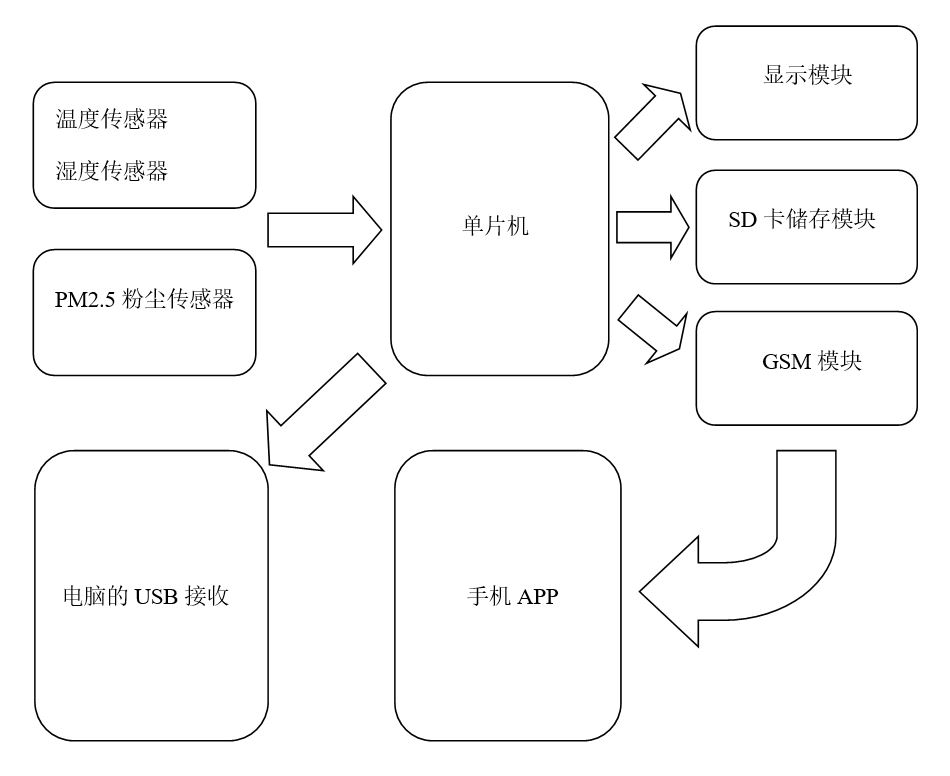 温度传感器
湿度传感器
PM2.5 粉尘传感器
单片机
显示模块
SD 卡储存模块
GSM 模块
电脑的 USB 接收
手机 APP